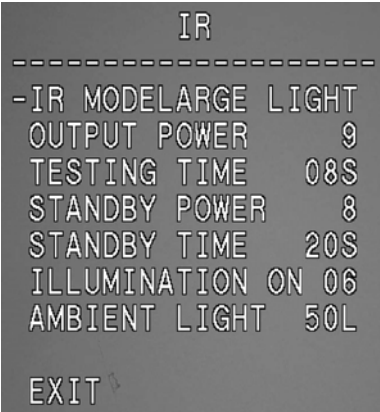 IR
--------------------
-IR MODELARGE LIGHT
OUTPUT POWER 9
TESTING TIME 08S
STANDBY POWER 8
STANDBY TIME 20S
ILLUMINATION ON 06
AMBIENT LIGHT 50L
EXIT